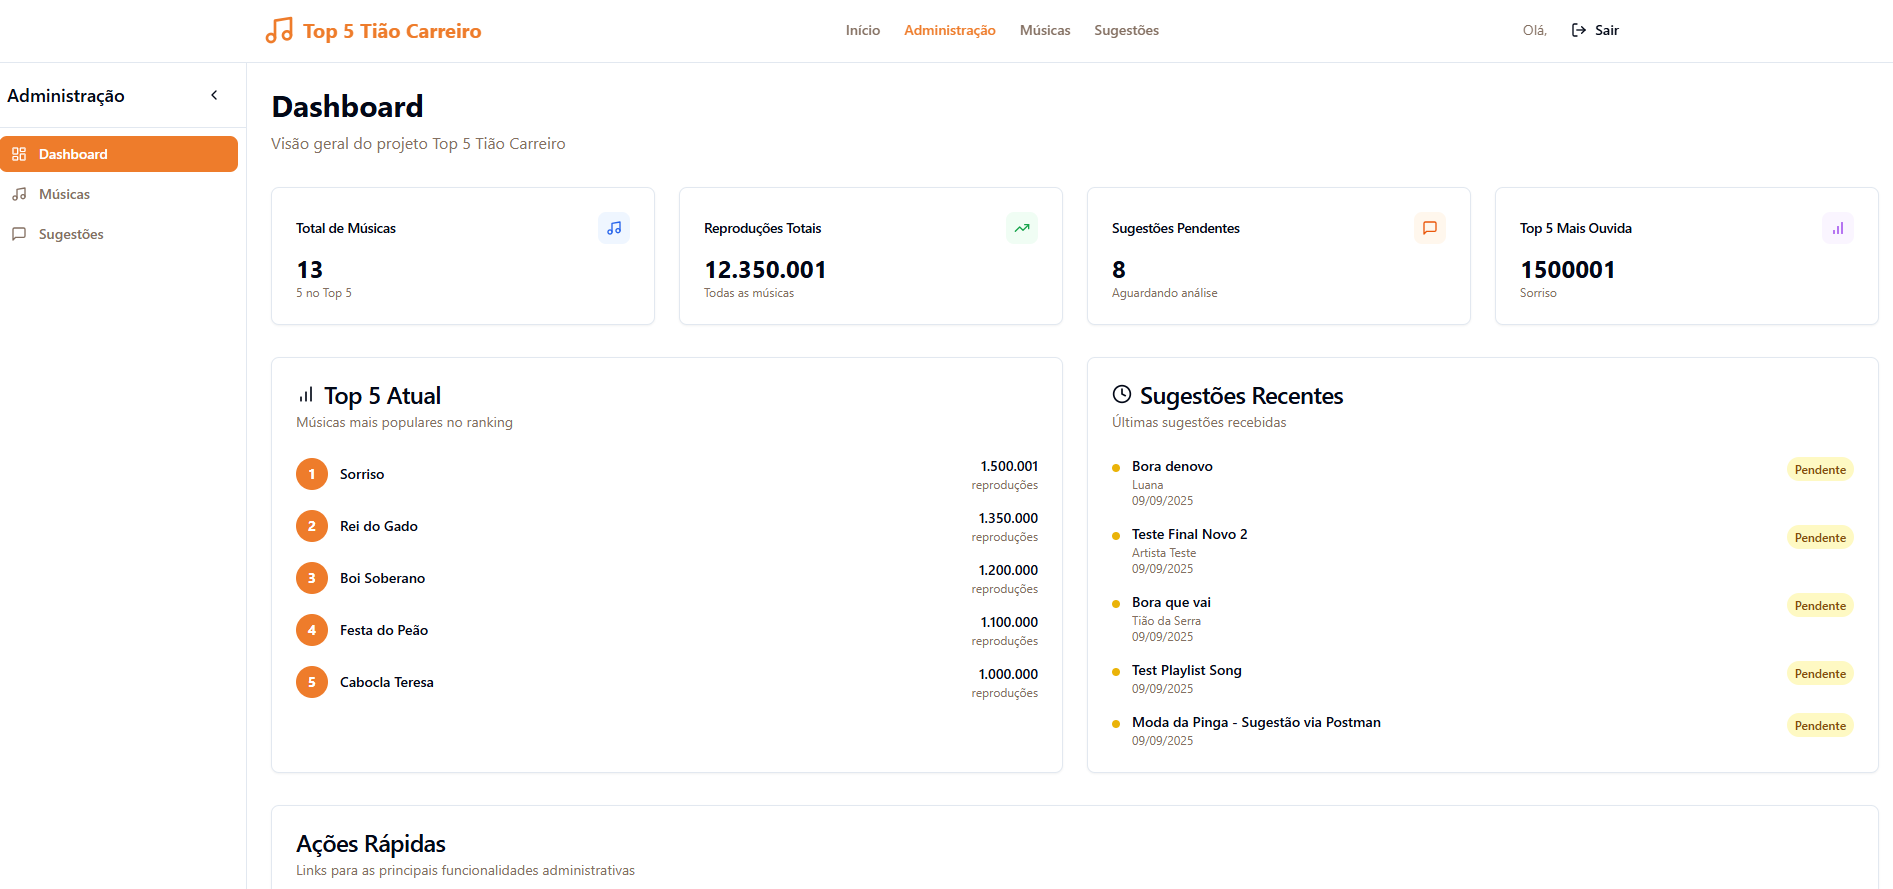 Top 5 Tião Carreiro
Início Administração Músicas Sugestões
Olá, Sair
Administração
Dashboard
Músicas
Sugestões
Dashboard
Visão geral do projeto Top 5 Tião Carreiro
Total de Músicas
13
5 no Top 5
Reproduções Totais
12.350.001
Todas as músicas
Sugestões Pendentes
8
Aguardando análise
Top 5 Mais Ouvida
1500001
Sorriso
Top 5 Atual
Músicas mais populares no ranking
1 Sorriso 1.500.001
reproduções
2 Rei do Gado 1.350.000
reproduções
3 Boi Soberano 1.200.000
reproduções
4 Festa do Peão 1.100.000
reproduções
5 Cabocla Teresa 1.000.000
reproduções
Sugestões Recentes
Últimas sugestões recebidas
Bora denovo Pendente
Luana
09/09/2025
Teste Final Novo 2 Pendente
Artista Teste
09/09/2025
Bora que vai Pendente
Tião da Serra
09/09/2025
Test Playlist Song Pendente
09/09/2025
Moda da Pinga - Sugestão via Postman Pendente
09/09/2025
Ações Rápidas
Links para as principais funcionalidades administrativas